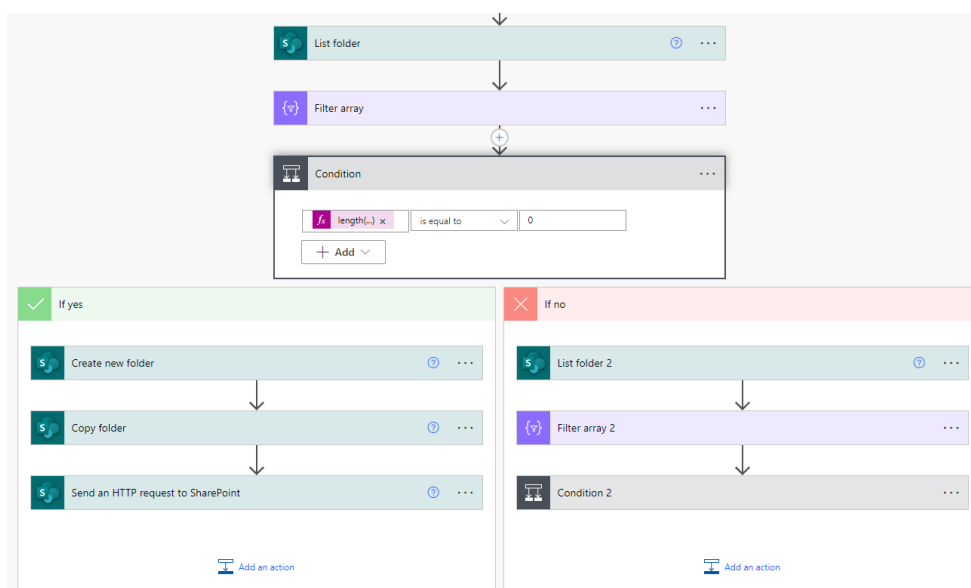 List folder
Filter array
Condition
length(...) × is equal to 0
+ Add
If yes
If no
Create new folder
List folder 2
Copy folder
Filter array 2
Send an HTTP request to SharePoint
Condition 2
Add an action
Add an action